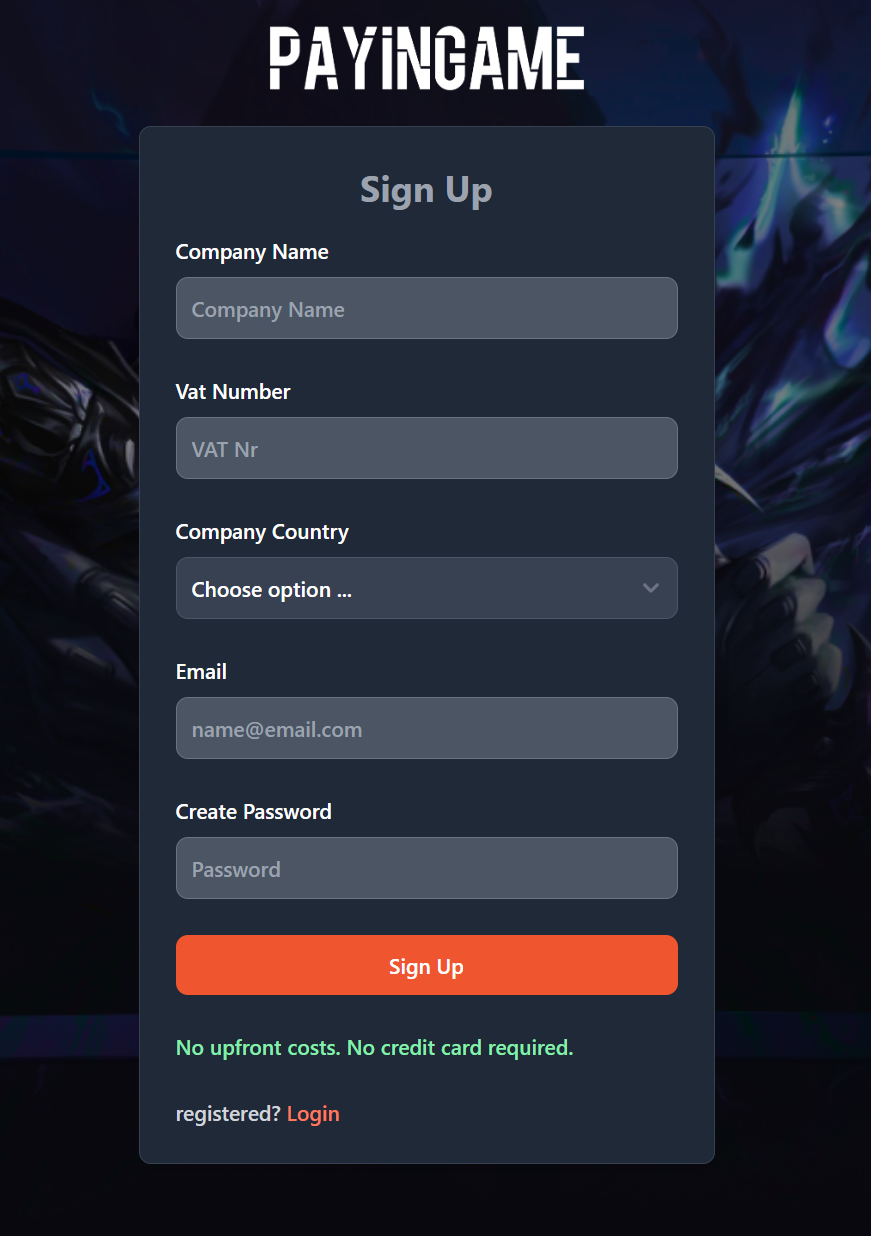 PAYINGAME
Sign Up
Company Name
Company Name
Vat Number
VAT Nr
Company Country
Choose option ...
Email
name@email.com
Create Password
Password
Sign Up
No upfront costs. No credit card required.
registered? Login